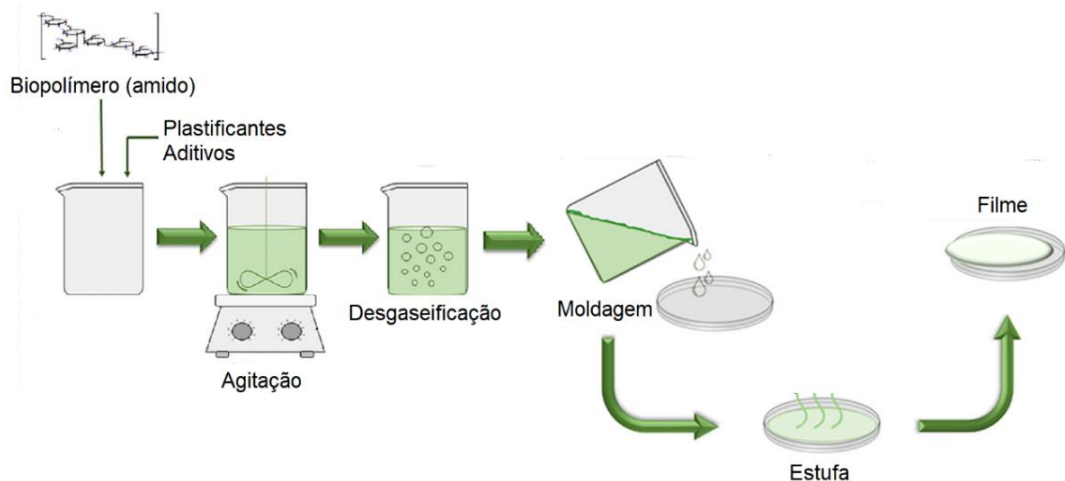 Biopolímero (amido)
Plastificantes
Aditivos
Agitação
Desgaseificação
Moldagem
Estufa
Filme